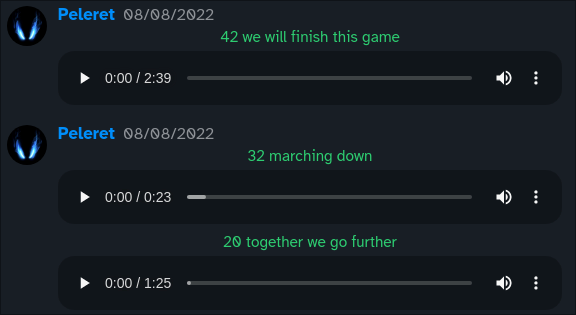 Peleret 08/08/2022
42 we will finish this game
0:00 / 2:39
Peleret 08/08/2022
32 marching down
0:00 / 0:23
20 together we go further
0:00 / 1:25